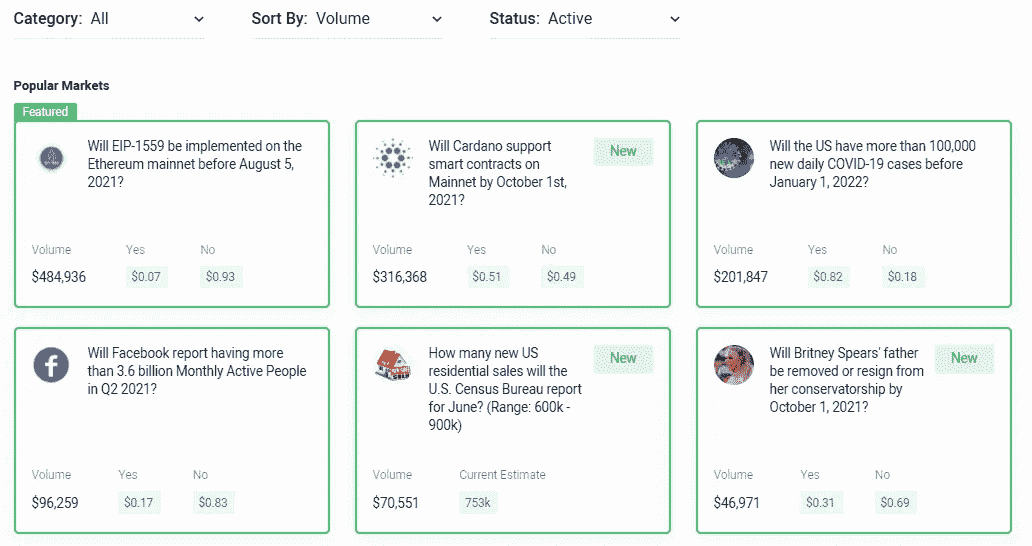 Category: All
Sort By: Volume
Status: Active
Popular Markets
Featured
Will EIP-1559 be implemented on the
Ethereum mainnet before August 5,
2021?
Volume Yes No
$484,936 $0.07 $0.93
Will Cardano support
smart contracts on
Mainnet by October 1st,
2021?
New
Volume Yes No
$316,368 $0.51 $0.49
Will the US have more than 100,000
new daily COVID-19 cases before
January 1, 2022?
Volume Yes No
$201,847 $0.82 $0.18
Will Facebook report having more
than 3.6 billion Monthly Active People
in Q2 2021?
Volume Yes No
$96,259 $0.17 $0.83
How many new US
residential sales will the
U.S. Census Bureau report
for June? (Range: 600k -
900k)
New
Volume Current Estimate
$70,551 753k
Will Britney Spears' father
be removed or resign from
her conservatorship by
October 1, 2021?
New
Volume Yes No
$46,971 $0.31 $0.69